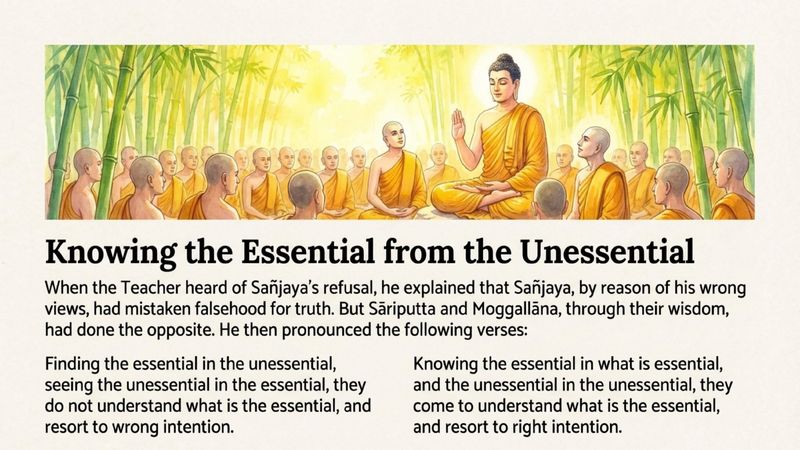 Knowing the Essential from the Unessential
When the Teacher heard of Sañjaya's refusal, he explained that Sañjaya, by reason of his wrong
views, had mistaken falsehood for truth. But Sāriputta and Moggallāna, through their wisdom,
had done the opposite. He then pronounced the following verses:
Finding the essential in the unessential,
seeing the unessential in the essential, they
do not understand what is the essential, and
resort to wrong intention.
Knowing the essential in what is essential,
and the unessential in the unessential, they
come to understand what is the essential,
and resort to right intention.